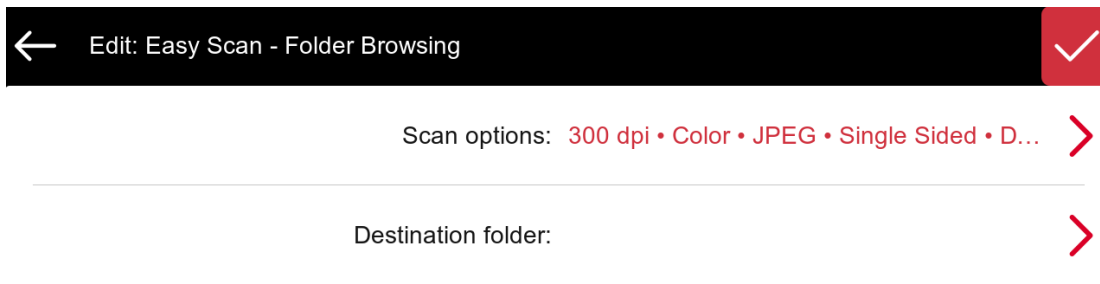 Edit: Easy Scan - Folder Browsing
Scan options: 300 dpi • Color • JPEG • Single Sided • D...
Destination folder: